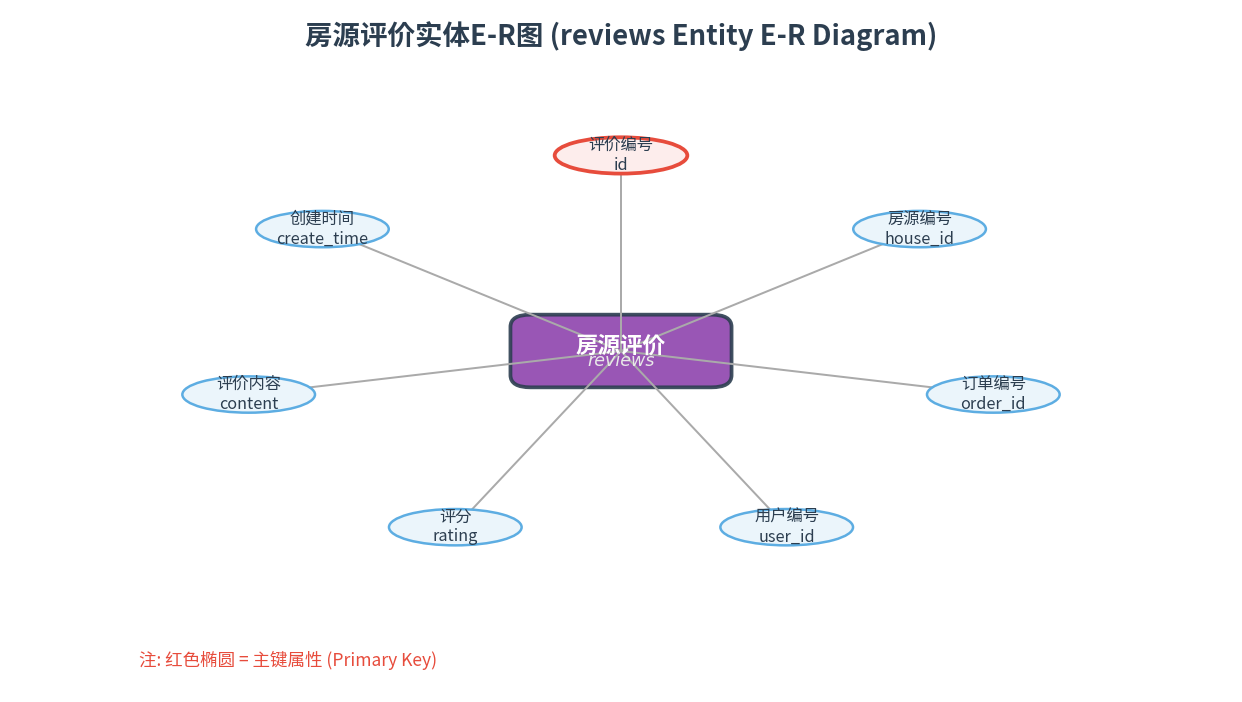 房源评价实体E-R图 (reviews Entity E-R Diagram)
评价编号
id
创建时间
create_time
房源编号
house_id
房源评价
reviews
评价内容
content
订单编号
order_id
评分
rating
用户编号
user_id
注: 红色椭圆 = 主键属性 (Primary Key)